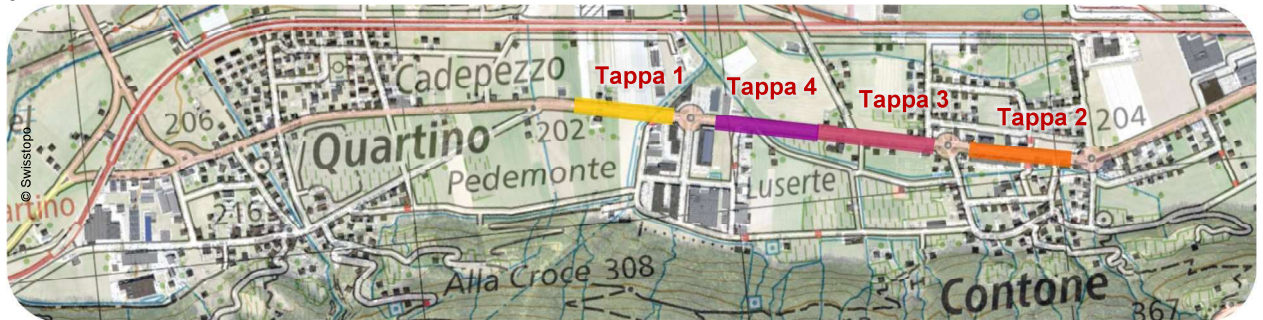 Cadepezzo
Tappa 1
Tappa 4
Tappa 3
Tappa 2
206
202
204
Quartino
Pedemonte
Luserte
© Swisstopo
artino
216
Alla Croce 308
Contone
367